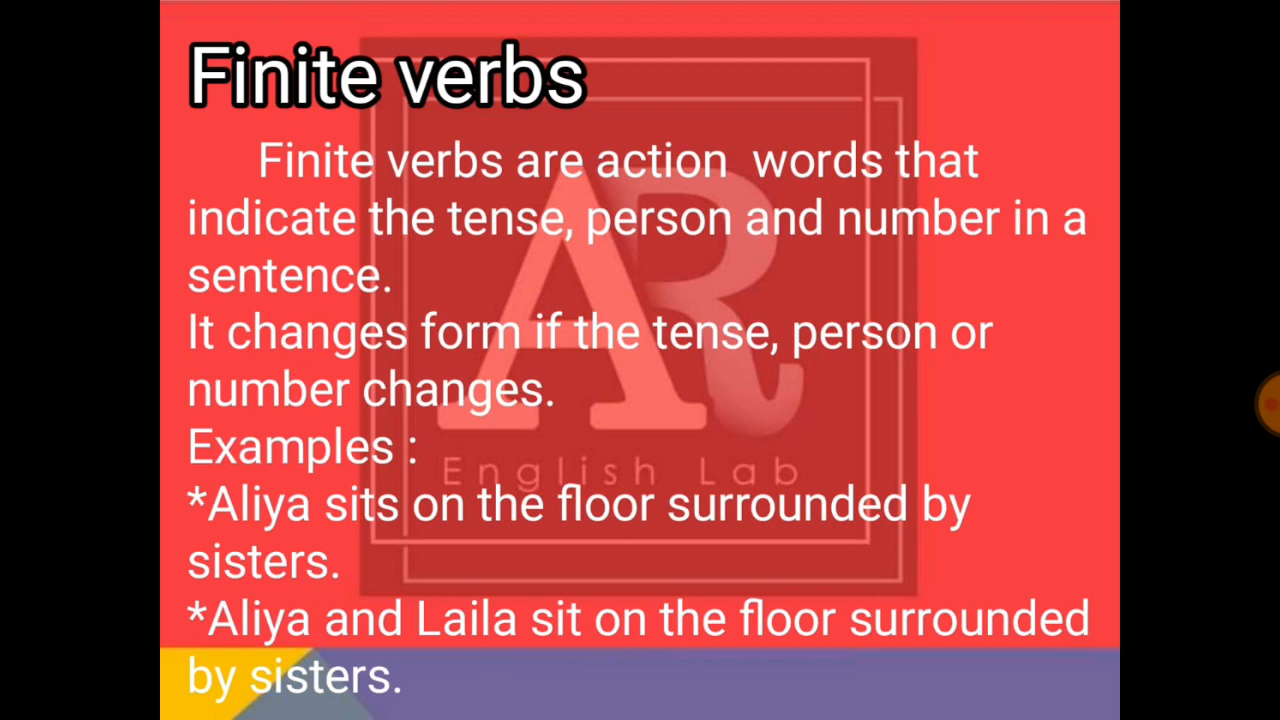 Finite verbs
Finite verbs are action words that
indicate the tense, person and number in a
sentence.
It changes form if the tense, person or
number changes.
Examples :
*Aliya sits on the floor surrounded by
sisters.
*Aliya and Laila sit on the floor surrounded
by sisters.
AR
English Lab